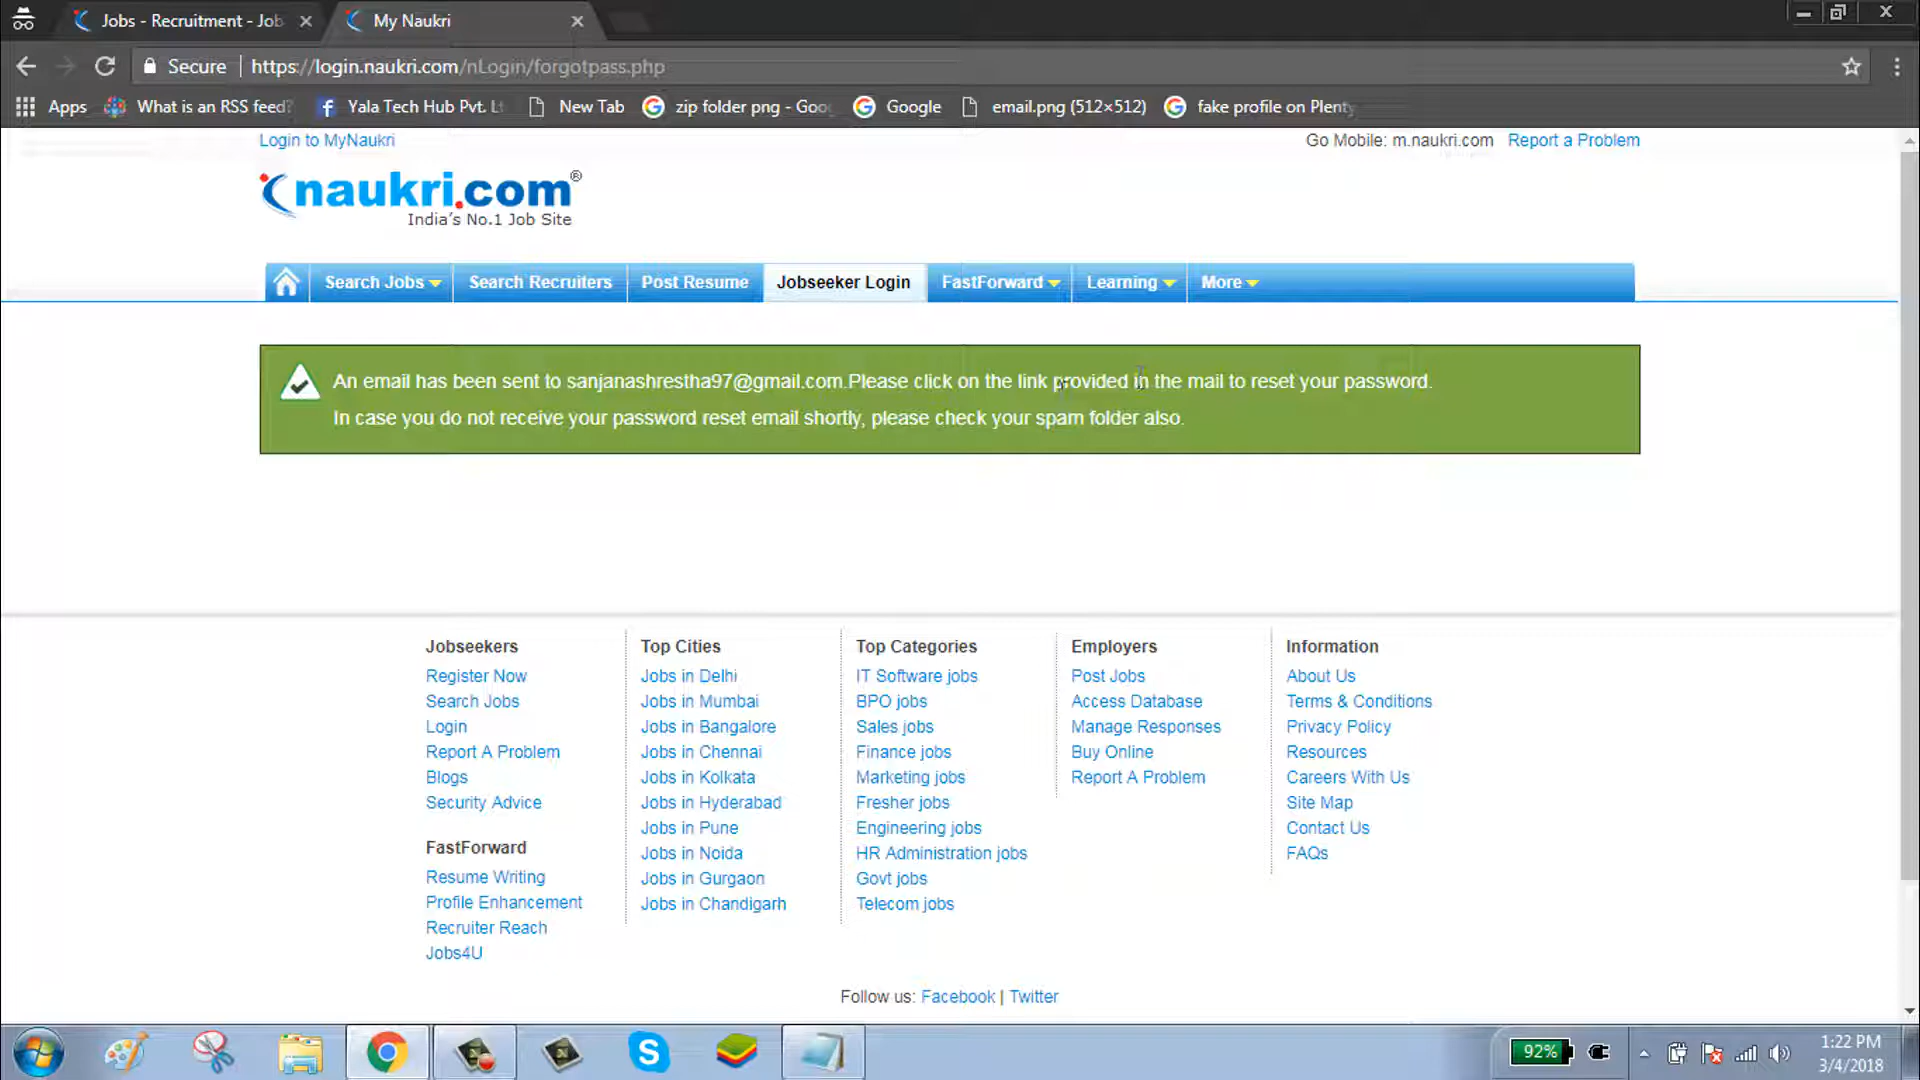 Jobs - Recruitment - Job
My Naukri
Secure
https://login.naukri.com/nLogin/forgotpass.php
Apps
What is an RSS feed?
Yala Tech Hub Pvt. Lt
New Tab
zip folder png - Goo
Google
email.png (512×512)
fake profile on Plenty
Login to MyNaukri
Go Mobile: m.naukri.com
Report a Problem
naukri.com®
India's No.1 Job Site
Search Jobs
Search Recruiters
Post Resume
Jobseeker Login
FastForward
Learning
More
An email has been sent to sanjanashrestha97@gmail.com.Please click on the link provided in the mail to reset your password.
In case you do not receive your password reset email shortly, please check your spam folder also.
Jobseekers
Register Now
Search Jobs
Login
Report A Problem
Blogs
Security Advice
FastForward
Resume Writing
Profile Enhancement
Recruiter Reach
Jobs4U
Top Cities
Jobs in Delhi
Jobs in Mumbai
Jobs in Bangalore
Jobs in Chennai
Jobs in Kolkata
Jobs in Hyderabad
Jobs in Pune
Jobs in Noida
Jobs in Gurgaon
Jobs in Chandigarh
Top Categories
IT Software jobs
BPO jobs
Sales jobs
Finance jobs
Marketing jobs
Fresher jobs
Engineering jobs
HR Administration jobs
Govt jobs
Telecom jobs
Employers
Post Jobs
Access Database
Manage Responses
Buy Online
Report A Problem
Information
About Us
Terms & Conditions
Privacy Policy
Resources
Careers With Us
Site Map
Contact Us
FAQs
Follow us: Facebook | Twitter
92%
1:22 PM
3/4/2018